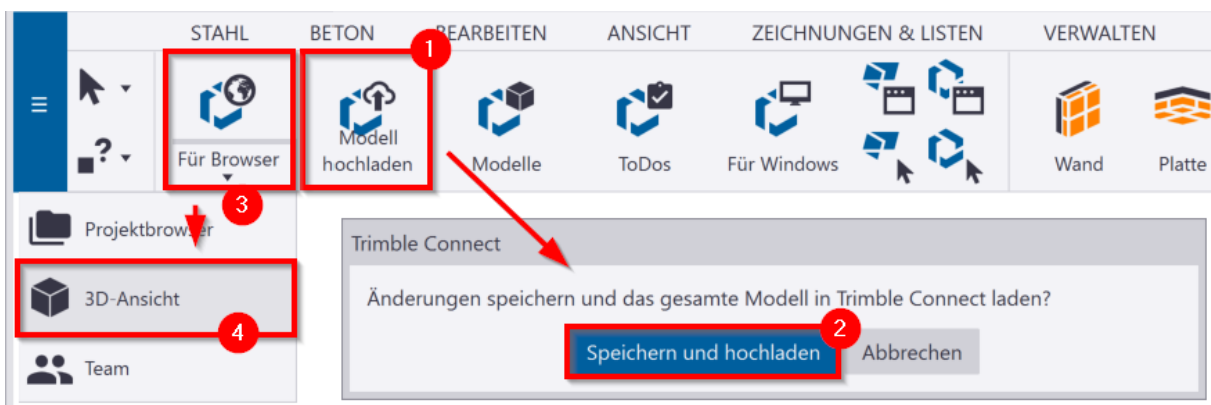 STAHL BETON BEARBEITEN ANSICHT ZEICHNUNGEN & LISTEN VERWALTEN
1
Für Browser
Modell
hochladen
Modelle
ToDos
Für Windows
Wand
Platte
3
Projektbrowser
3D-Ansicht
4
Team
Trimble Connect
Änderungen speichern und das gesamte Modell in Trimble Connect laden?
2
Speichern und hochladen
Abbrechen